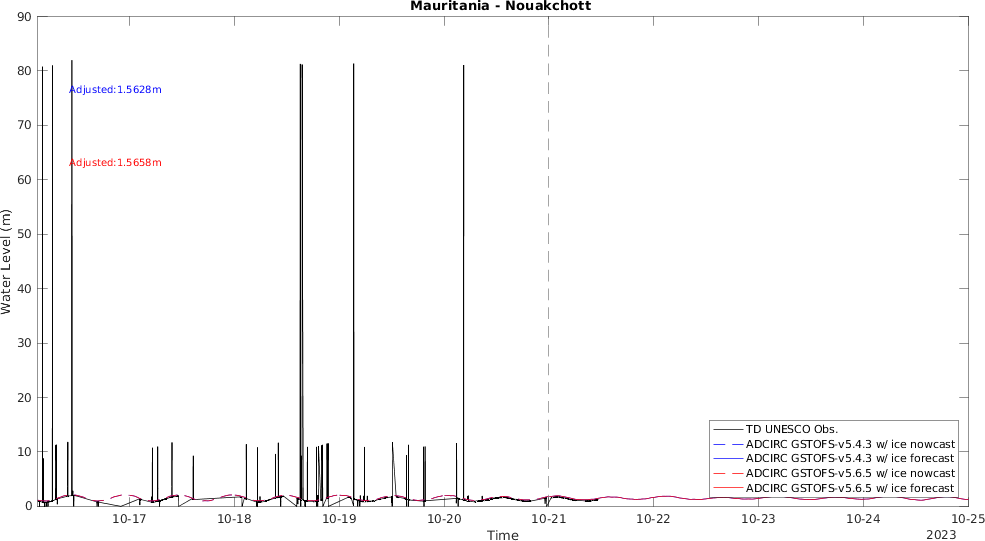 Mauritania - Nouakchott
90
80
70
60
50
40
30
20
10
0
Water Level (m)
Adjusted:1.5628m
Adjusted:1.5658m
TD UNESCO Obs.
ADCIRC GSTOFS-v5.4.3 w/ ice nowcast
ADCIRC GSTOFS-v5.4.3 w/ ice forecast
ADCIRC GSTOFS-v5.6.5 w/ ice nowcast
ADCIRC GSTOFS-v5.6.5 w/ ice forecast
10-17 10-18 10-19 10-20 10-21 10-22 10-23 10-24 10-25
Time
2023